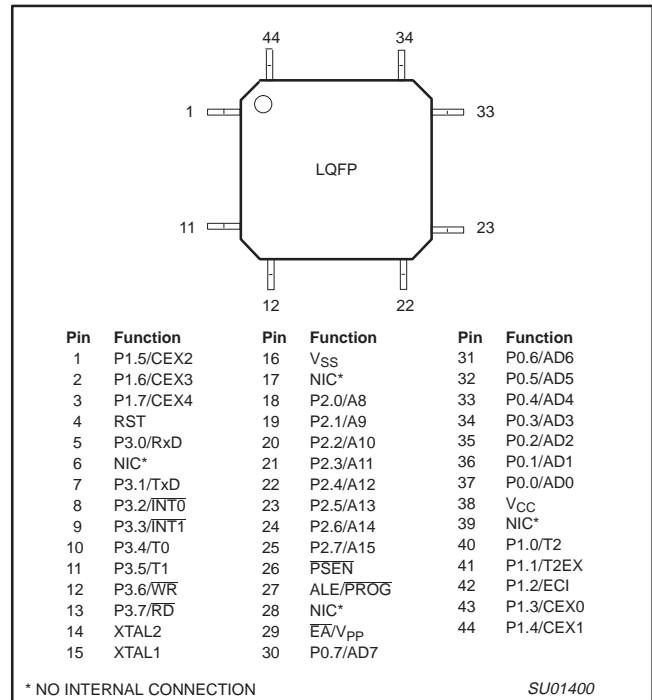 44 34
1 33
LQFP
11 23
12 22
Pin Function
1 P1.5/CEX2
2 P1.6/CEX3
3 P1.7/CEX4
4 RST
5 P3.0/RxD
6 NIC*
7 P3.1/TxD
8 P3.2/I̅N̅T̅0̅
9 P3.3/I̅N̅T̅1̅
10 P3.4/T0
11 P3.5/T1
12 P3.6/W̅R̅
13 P3.7/R̅D̅
14 XTAL2
15 XTAL1
Pin Function
16 VSS
17 NIC*
18 P2.0/A8
19 P2.1/A9
20 P2.2/A10
21 P2.3/A11
22 P2.4/A12
23 P2.5/A13
24 P2.6/A14
25 P2.7/A15
26 P̅S̅E̅N̅
27 ALE/P̅R̅O̅G̅
28 NIC*
29 E̅A̅/VPP
30 P0.7/AD7
Pin Function
31 P0.6/AD6
32 P0.5/AD5
33 P0.4/AD4
34 P0.3/AD3
35 P0.2/AD2
36 P0.1/AD1
37 P0.0/AD0
38 VCC
39 NIC*
40 P1.0/T2
41 P1.1/T2EX
42 P1.2/ECI
43 P1.3/CEX0
44 P1.4/CEX1
* NO INTERNAL CONNECTION
SU01400